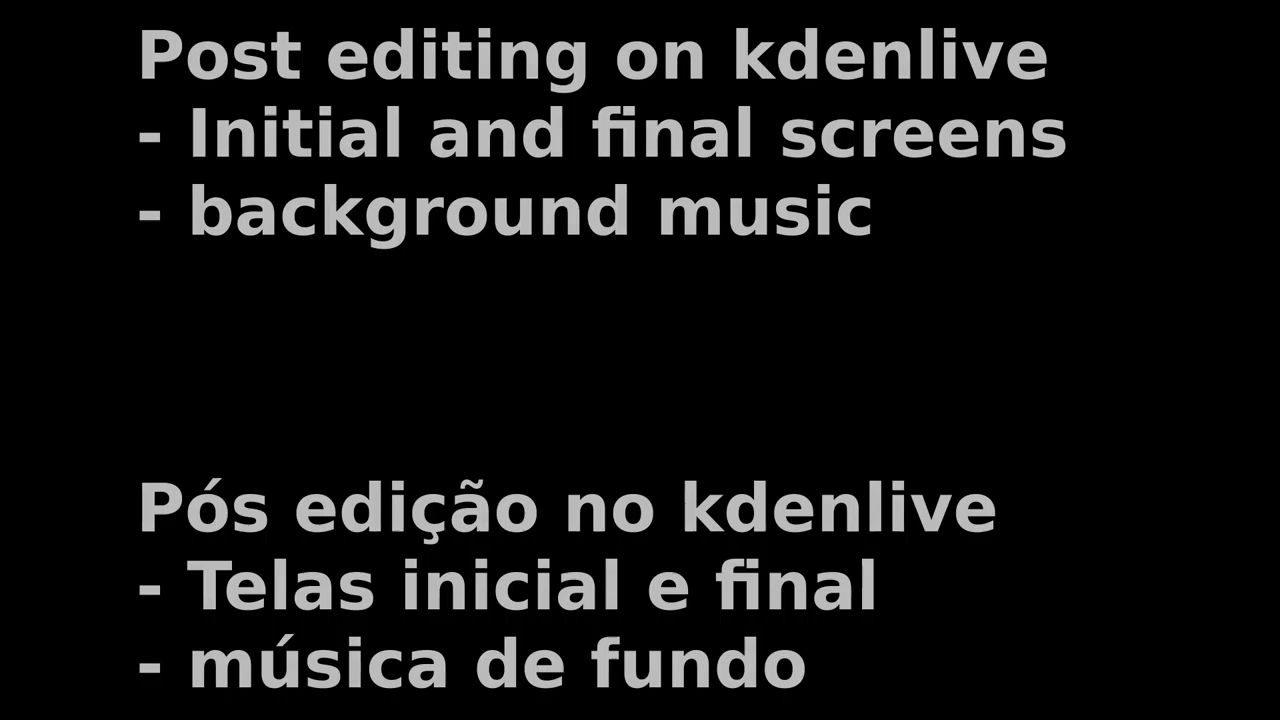 Post editing on kdenlive
- Initial and final screens
- background music
Pós edição no kdenlive
- Telas inicial e final
- música de fundo